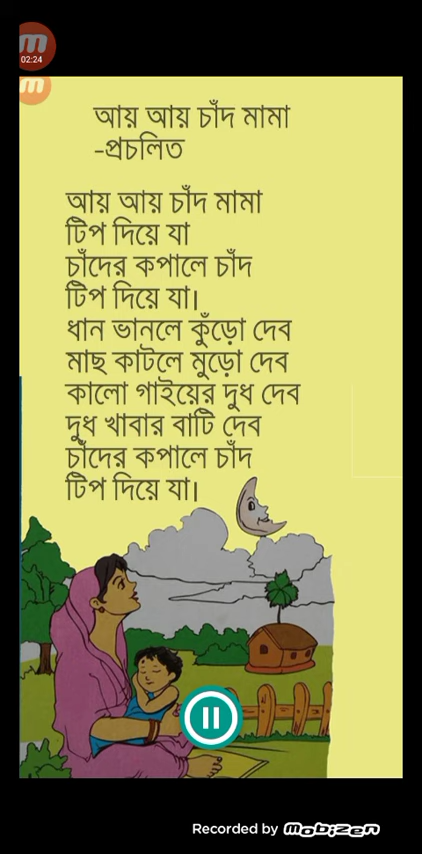 02:24
আয় আয় চাঁদ মামা
-প্রচলিত
আয় আয় চাঁদ মামা
টিপ দিয়ে যা
চাঁদের কপালে চাঁদ
টিপ দিয়ে যা।
ধান ভানলে কুঁড়ো দেব
মাছ কাটলে মুড়ো দেব
কালো গাইয়ের দুধ দেব
দুধ খাবার বাটি দেব
চাঁদের কপালে চাঁদ
টিপ দিয়ে যা।
Recorded by Mobizen